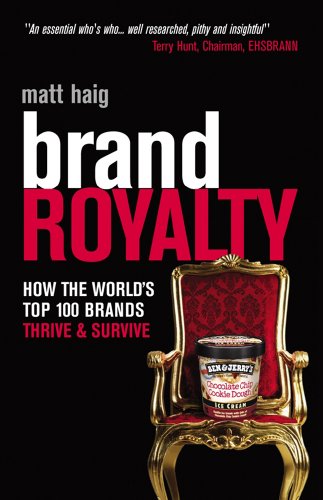 "An essential who's who... well researched, pithy and insightful"
Terry Hunt, Chairman, EHSBRANN
matt haig
brand
ROYALTY
HOW THE WORLD'S
TOP 100 BRANDS
THRIVE & SURVIVE
BEN & JERRY'S
Chocolate Chip
Cookie Dough
ICE CREAM